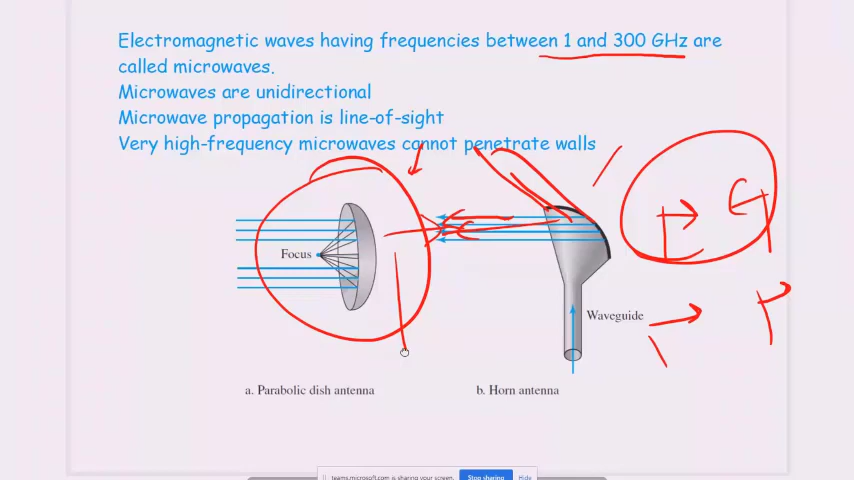 Electromagnetic waves having frequencies between 1 and 300 GHz are
called microwaves.
Microwaves are unidirectional
Microwave propagation is line-of-sight
Very high-frequency microwaves cannot penetrate walls
Focus
Waveguide
a. Parabolic dish antenna
b. Horn antenna
teams.microsoft.com is sharing your screen.
Stop sharing
Hide